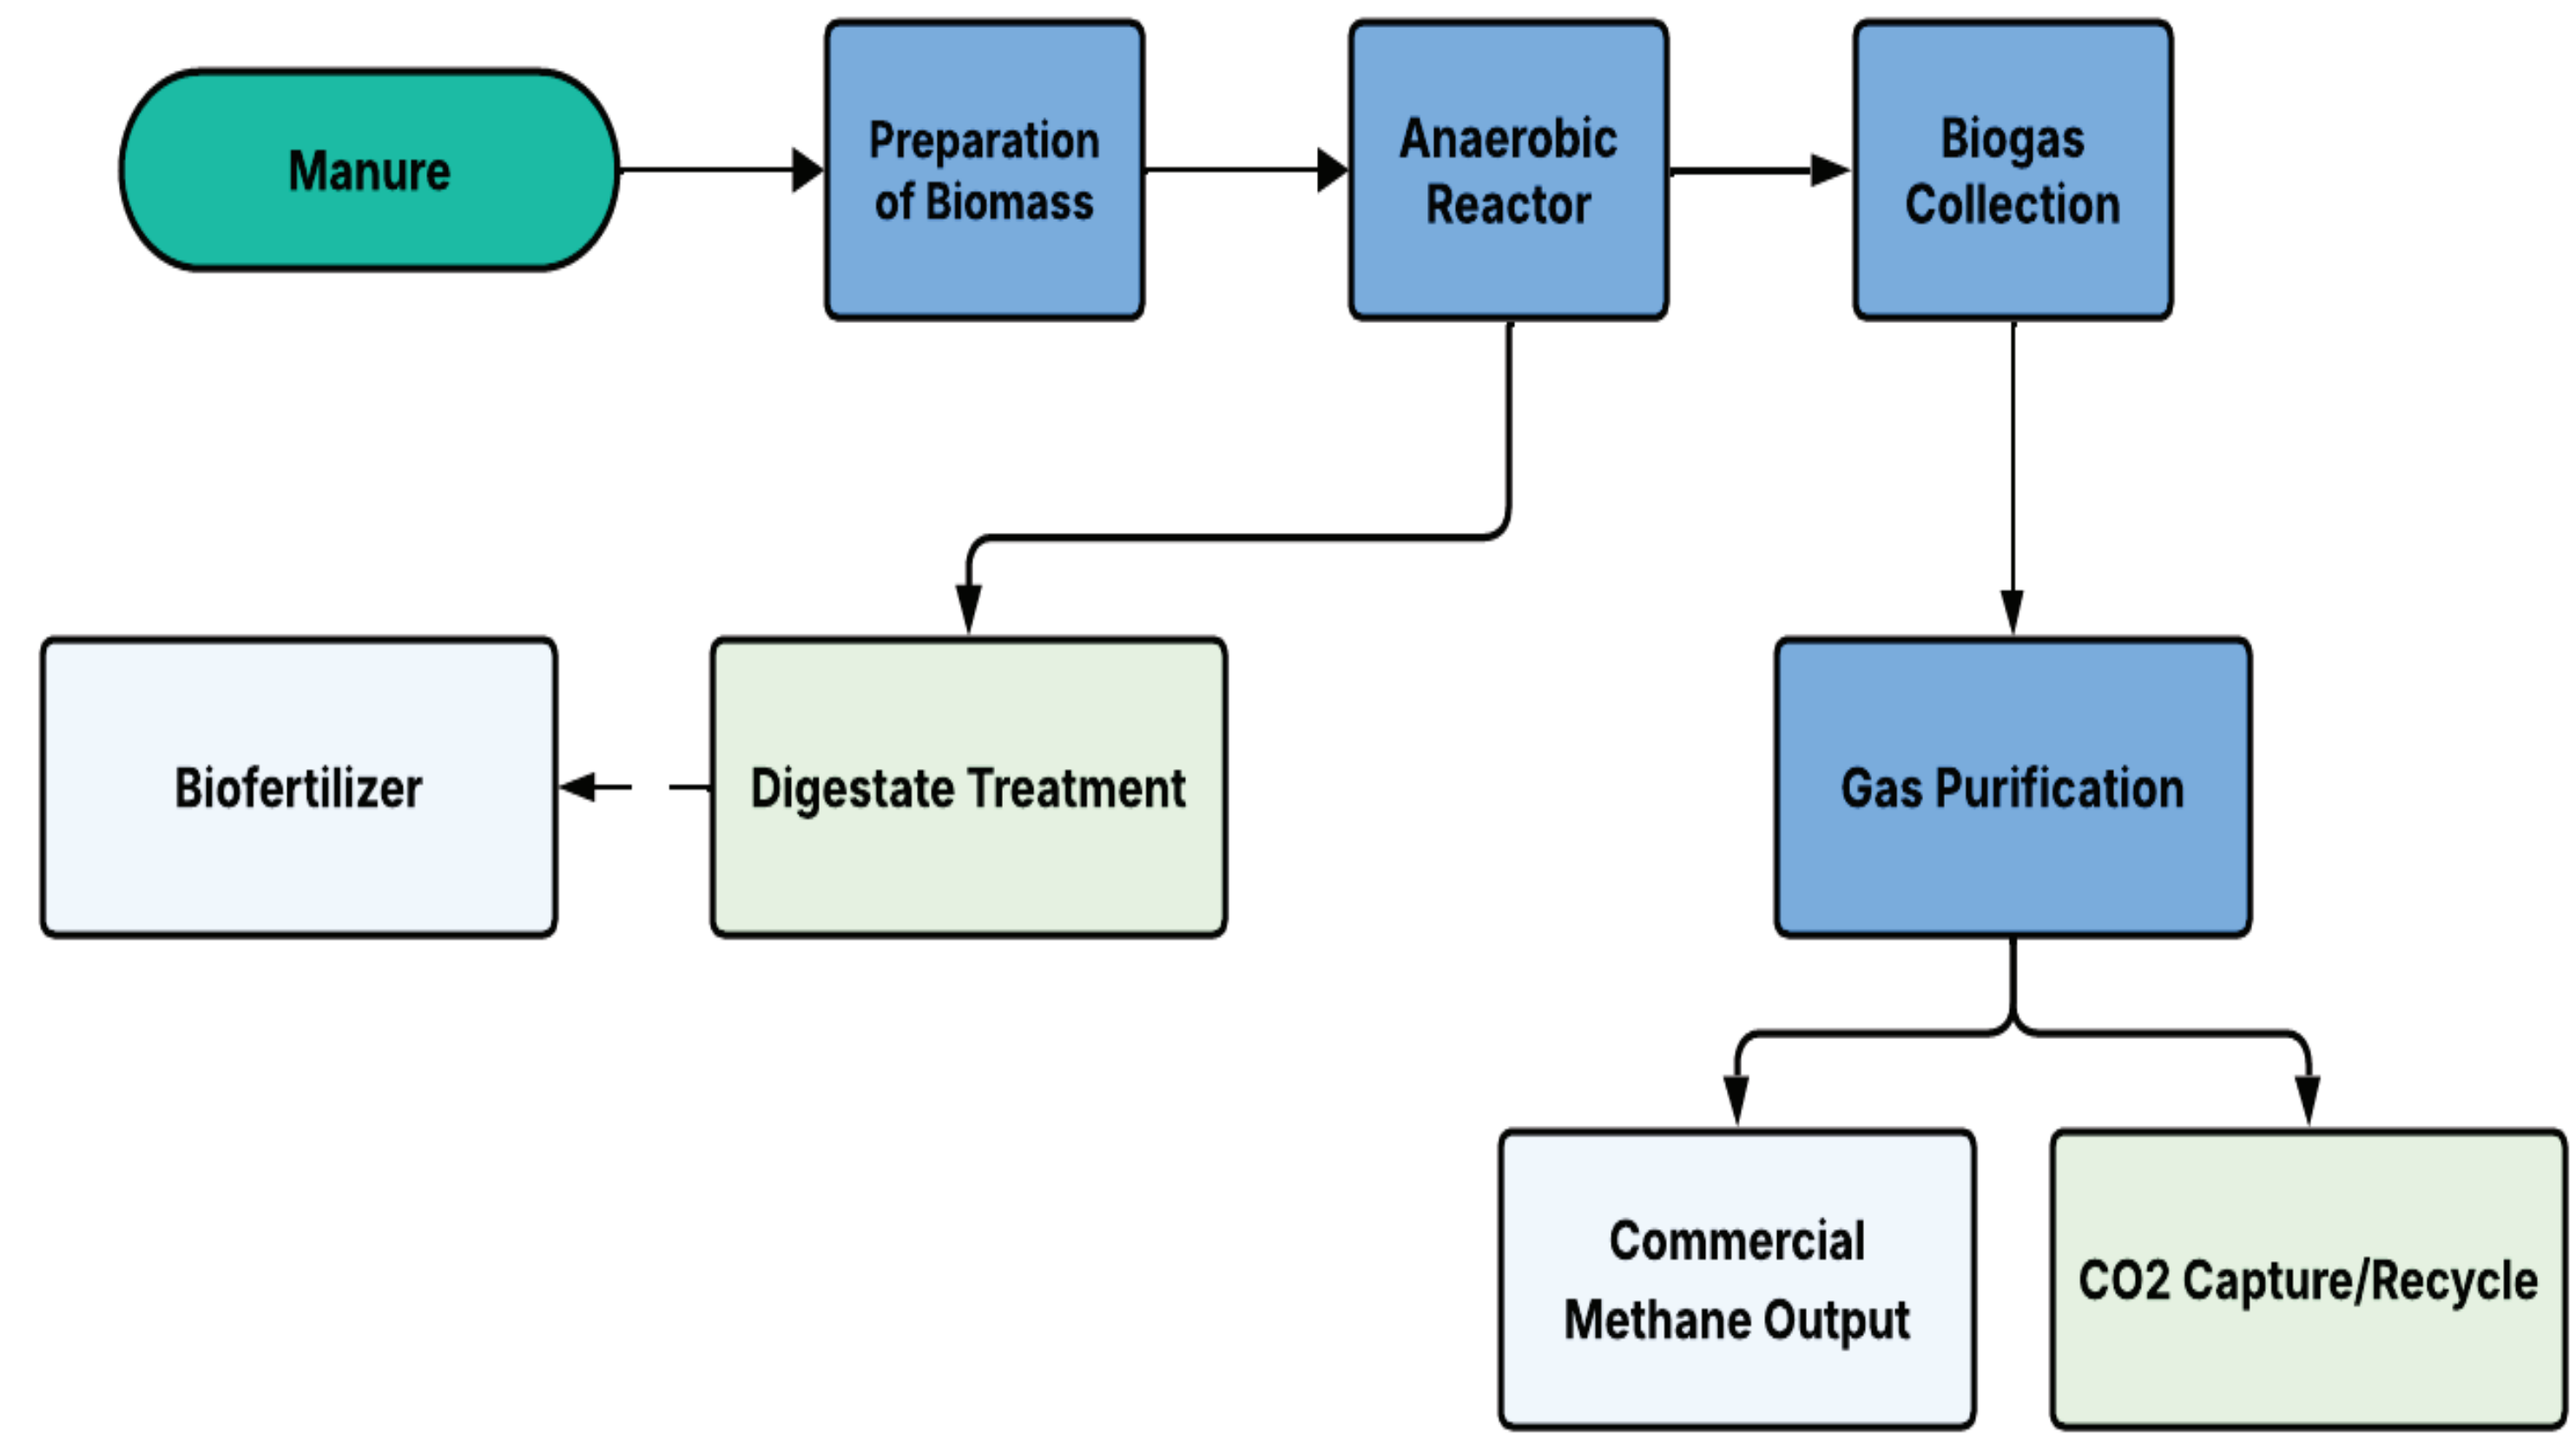 Manure
Preparation
of Biomass
Anaerobic
Reactor
Biogas
Collection
Biofertilizer
Digestate Treatment
Gas Purification
Commercial
Methane Output
CO2 Capture/Recycle